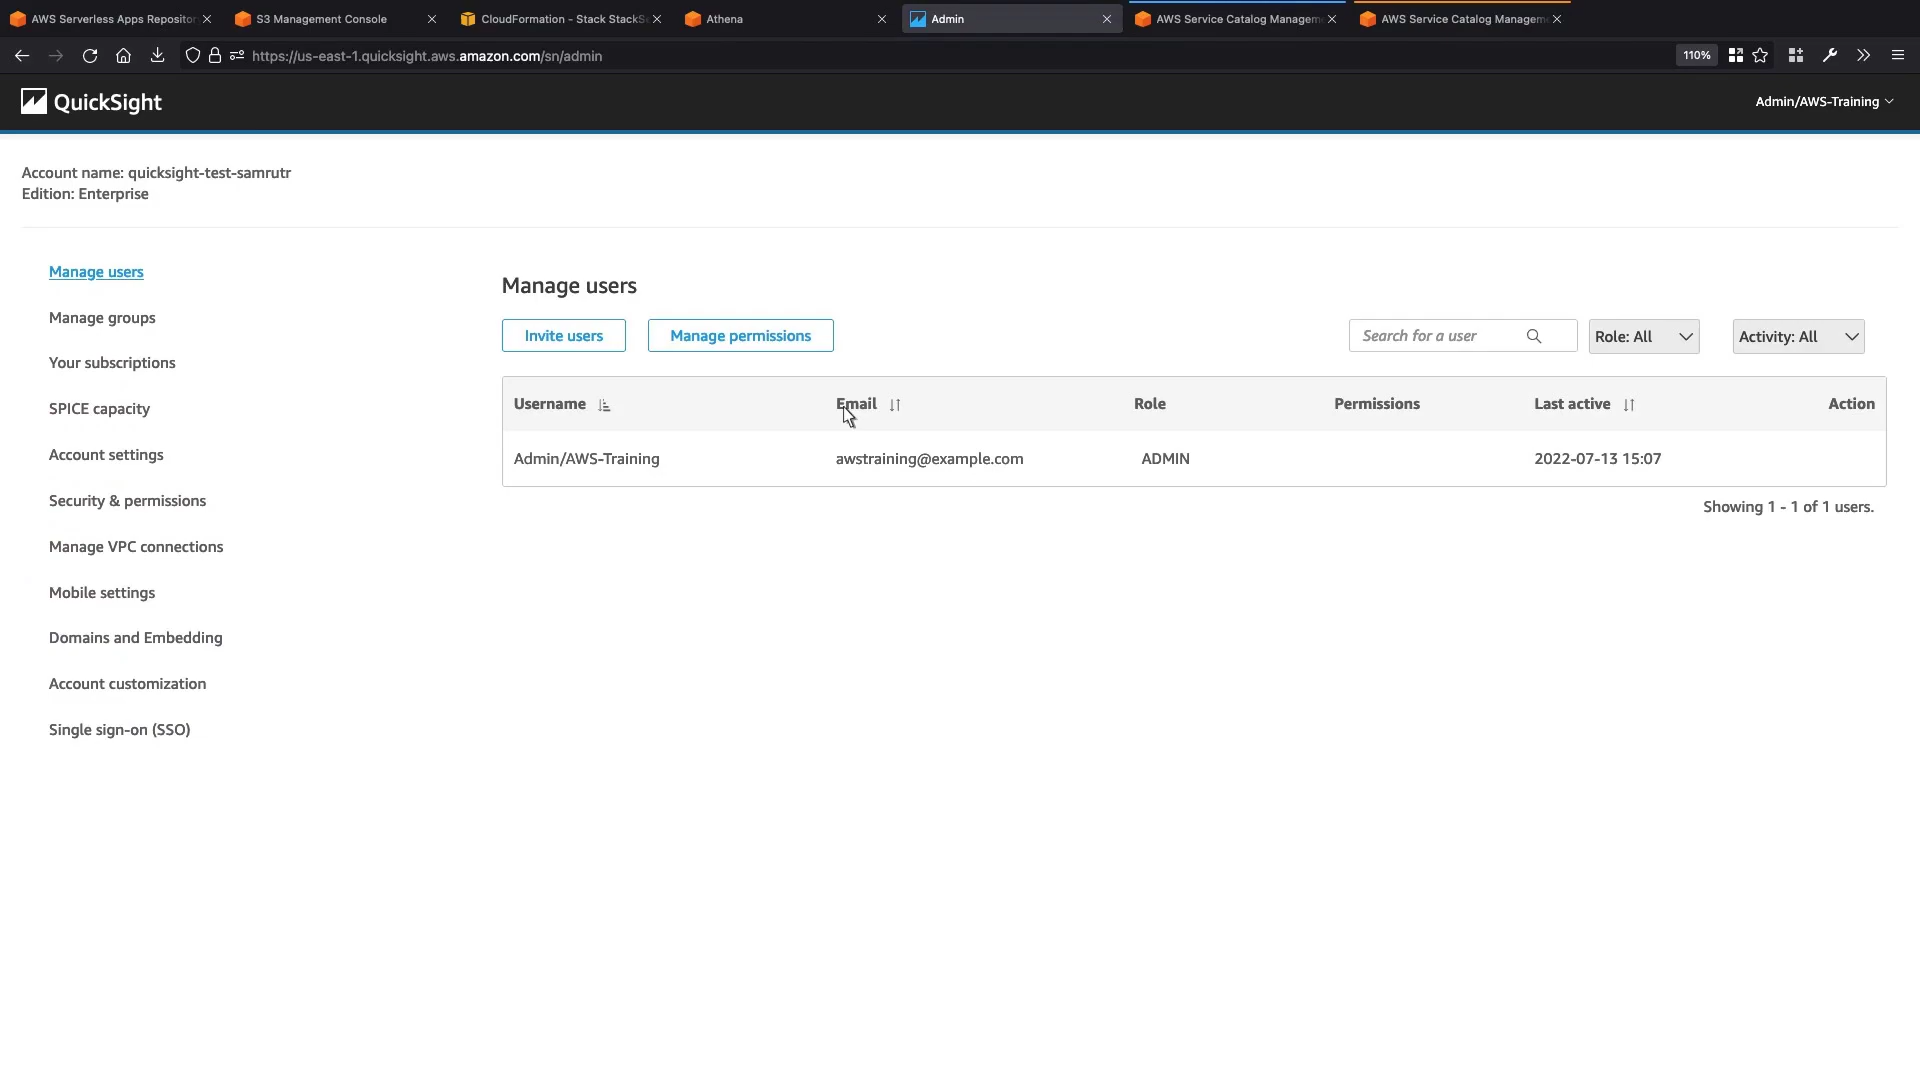 AWS Serverless Apps Repositor
S3 Management Console
CloudFormation - Stack StackSe
Athena
Admin
AWS Service Catalog Managem
AWS Service Catalog Managem
https://us-east-1.quicksight.aws.amazon.com/sn/admin
110%
QuickSight
Admin/AWS-Training
Account name: quicksight-test-samrutr
Edition: Enterprise
Manage users
Manage groups
Your subscriptions
SPICE capacity
Account settings
Security & permissions
Manage VPC connections
Mobile settings
Domains and Embedding
Account customization
Single sign-on (SSO)
Manage users
Invite users
Manage permissions
Search for a user
Role: All
Activity: All
Username Email Role Permissions Last active Action
Admin/AWS-Training awstraining@example.com ADMIN 2022-07-13 15:07
Showing 1 - 1 of 1 users.